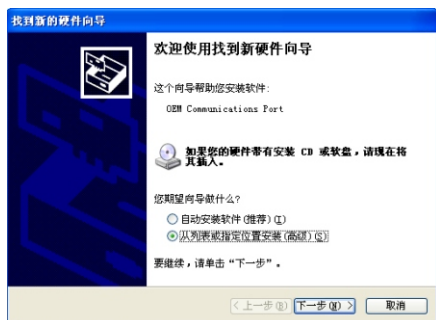 找到新的硬件向导
欢迎使用找到新硬件向导
这个向导帮助您安装软件:
OEM Communications Port
如果您的硬件带有安装 CD 或软盘，请现在将
其插入。
您期望向导做什么?
自动安装软件(推荐)(I)
从列表或指定位置安装(高级)(S)
要继续，请单击“下一步”。
< 上一步(B)
下一步(N) >
取消